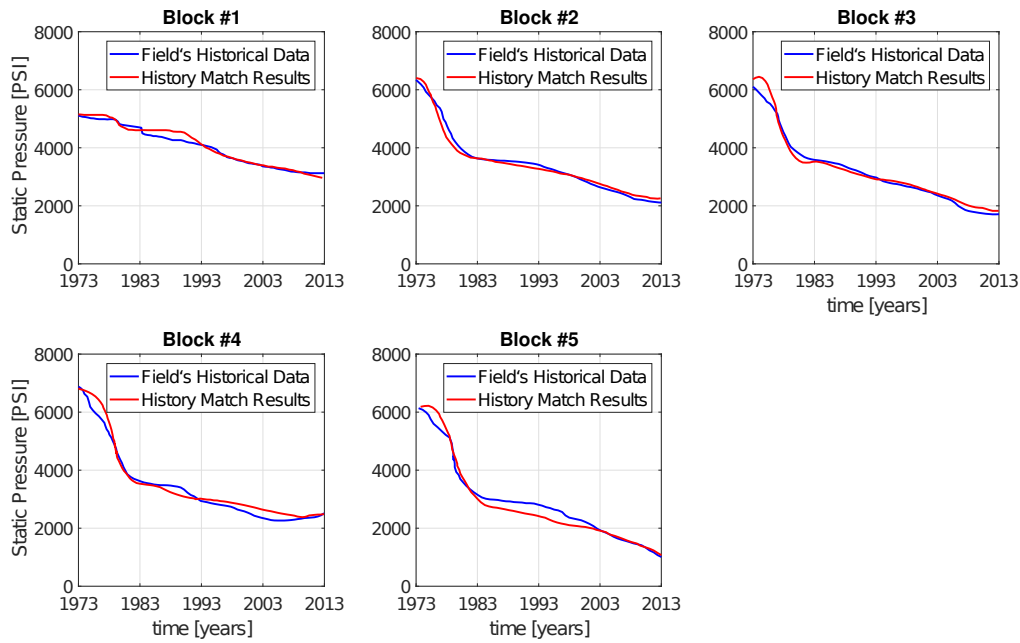 Block #1
Field's Historical Data
History Match Results
Static Pressure [PSI]
8000
6000
4000
2000
0
1973 1983 1993 2003 2013
Block #2
Field's Historical Data
History Match Results
8000
6000
4000
2000
0
1973 1983 1993 2003 2013
Block #3
Field's Historical Data
History Match Results
8000
6000
4000
2000
0
1973 1983 1993 2003 2013
time [years]
Block #4
Field's Historical Data
History Match Results
Static Pressure [PSI]
8000
6000
4000
2000
0
1973 1983 1993 2003 2013
time [years]
Block #5
Field's Historical Data
History Match Results
8000
6000
4000
2000
0
1973 1983 1993 2003 2013
time [years]